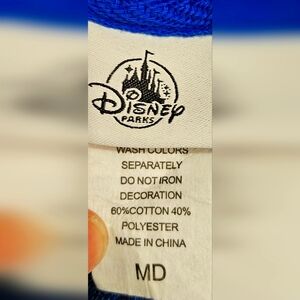 Disney
PARKS
WASH COLORS
SEPARATELY
DO NOT IRON
DECORATION
60%COTTON 40%
POLYESTER
MADE IN CHINA
MD